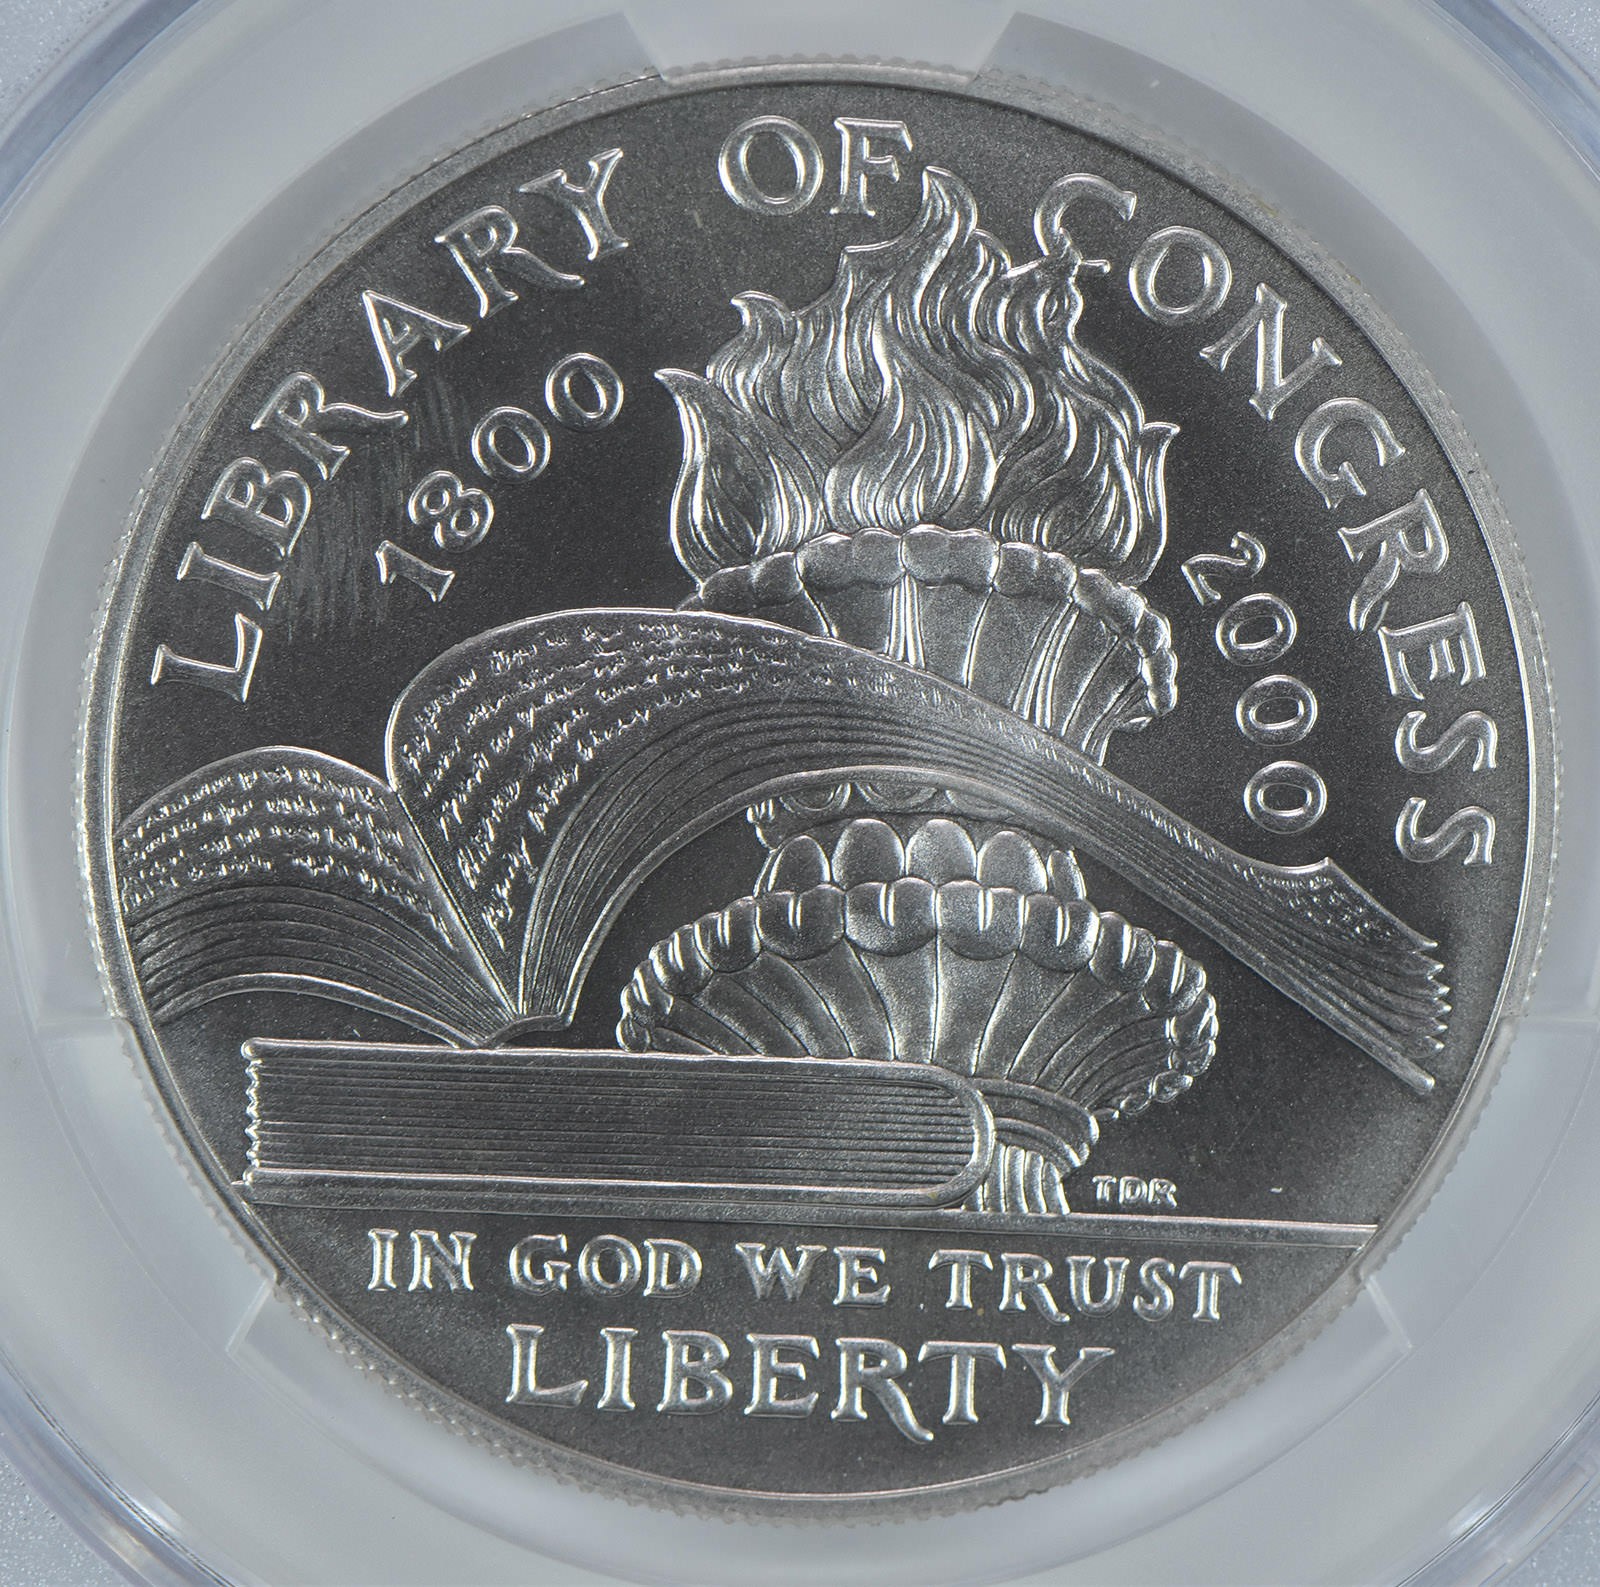 LIBRARY OF CONGRESS
1800
2000
TDR
IN GOD WE TRUST
LIBERTY